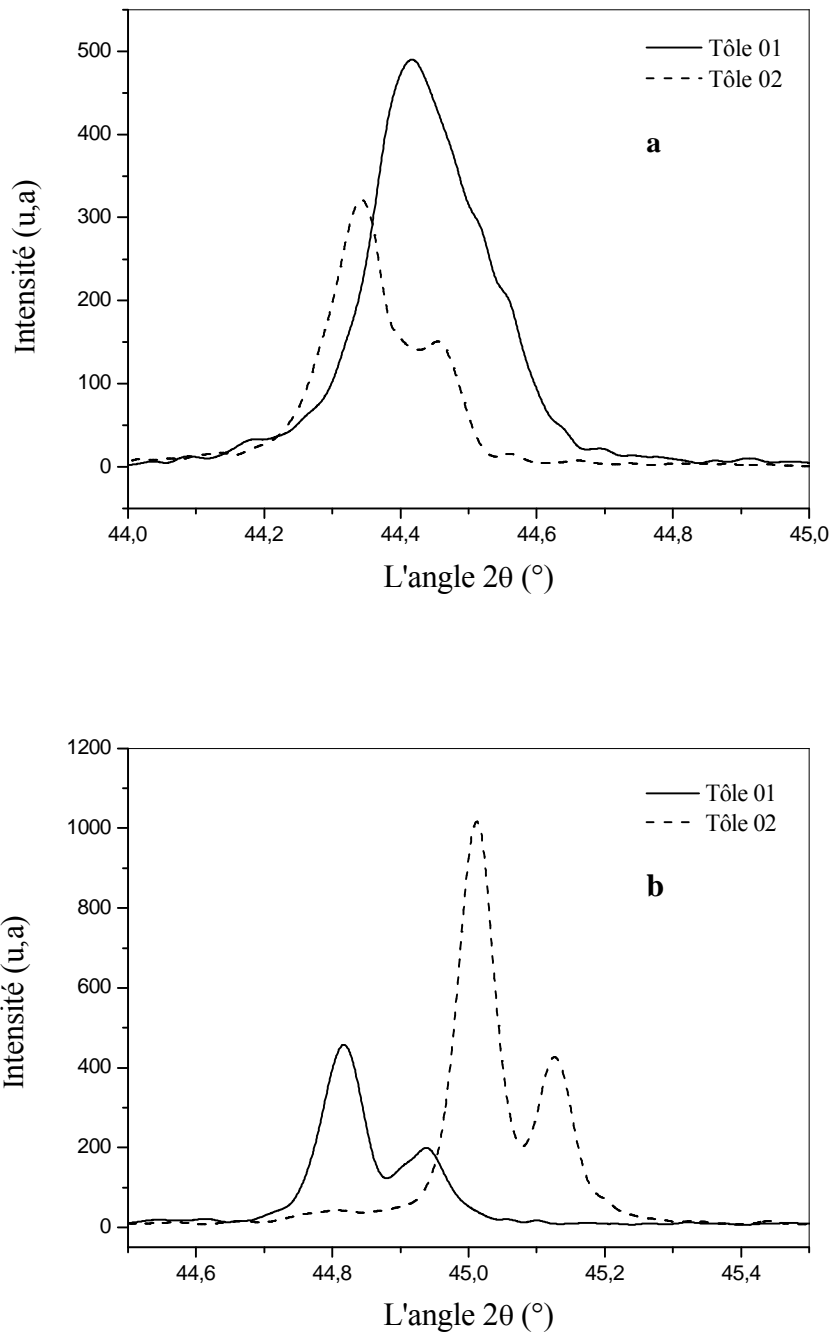 Intensité (u,a)
500
400
300
200
100
0
Tôle 01
Tôle 02
a
44,0 44,2 44,4 44,6 44,8 45,0
L'angle 2θ (°)
Intensité (u,a)
1200
1000
800
600
400
200
0
Tôle 01
Tôle 02
b
44,6 44,8 45,0 45,2 45,4
L'angle 2θ (°)